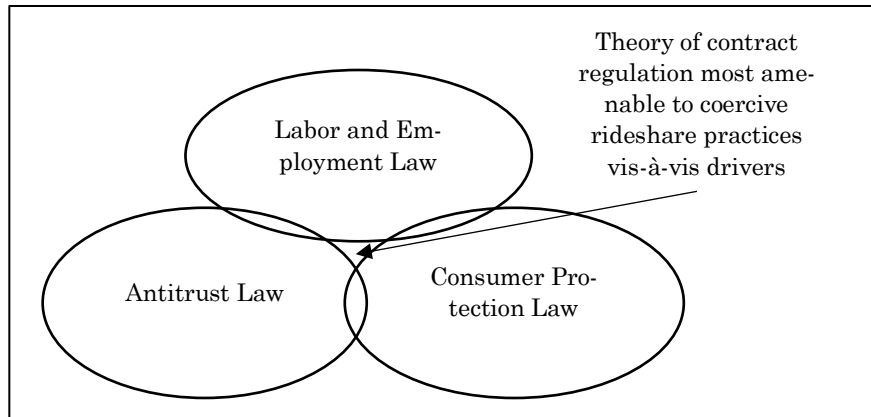 Theory of contract
regulation most ame-
nable to coercive
rideshare practices
vis-à-vis drivers
Labor and Em-
ployment Law
Antitrust Law
Consumer Pro-
tection Law